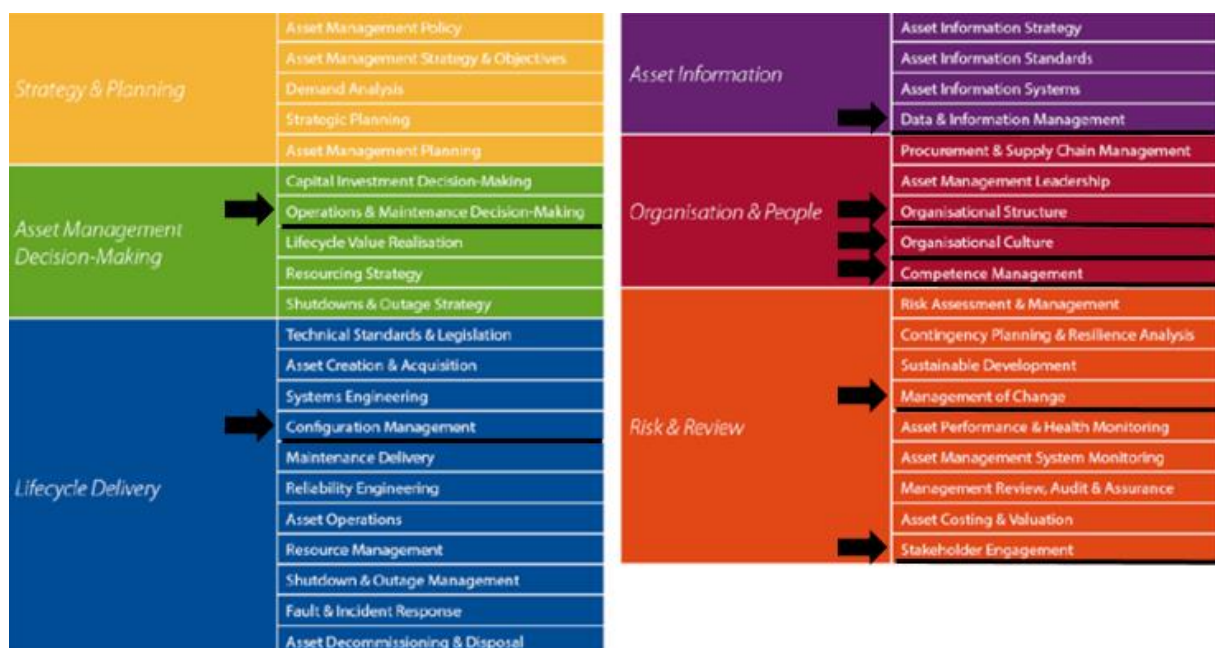 Strategy & Planning
Asset Management Policy
Asset Management Strategy & Objectives
Demand Analysis
Strategic Planning
Asset Management Planning
Asset Management
Decision-Making
Capital Investment Decision-Making
Operations & Maintenance Decision-Making
Lifecycle Value Realisation
Resourcing Strategy
Shutdowns & Outage Strategy
Lifecycle Delivery
Technical Standards & Legislation
Asset Creation & Acquisition
Systems Engineering
Configuration Management
Maintenance Delivery
Reliability Engineering
Asset Operations
Resource Management
Shutdown & Outage Management
Fault & Incident Response
Asset Decommissioning & Disposal
Asset Information
Asset Information Strategy
Asset Information Standards
Asset Information Systems
Data & Information Management
Organisation & People
Procurement & Supply Chain Management
Asset Management Leadership
Organisational Structure
Organisational Culture
Competence Management
Risk & Review
Risk Assessment & Management
Contingency Planning & Resilience Analysis
Sustainable Development
Management of Change
Asset Performance & Health Monitoring
Asset Management System Monitoring
Management Review, Audit & Assurance
Asset Costing & Valuation
Stakeholder Engagement